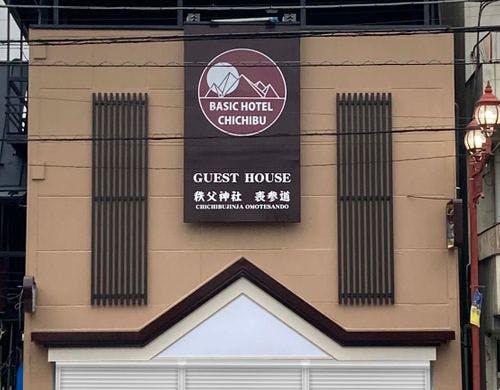 BASIC HOTEL
CHICHIBU
GUEST HOUSE
秩父神社 表参道
CHICHIBUJINJA OMOTESANDO